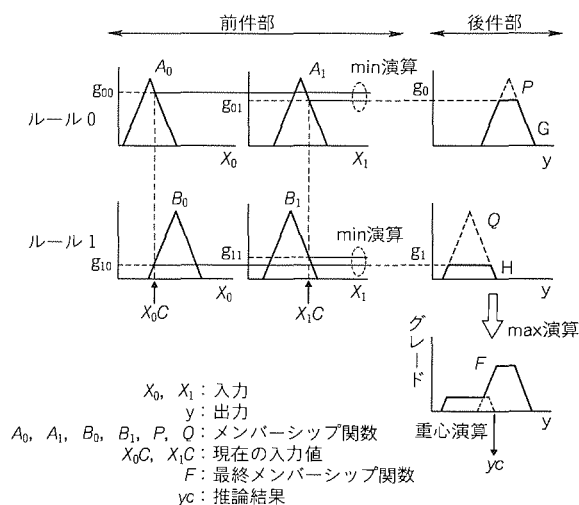 前件部 後件部
A₀ A₁ min演算
g₀₀ g₀₁ g₀ P
ルール 0 G
X₀ X₁ y
B₀ B₁ min演算 Q
ルール 1
g₁₀ g₁₁ g₁ H
X₀ X₁ y
X₀C X₁C
max演算
グレード F
y
重心演算
yc
X₀, X₁：入力
y：出力
A₀, A₁, B₀, B₁, P, Q：メンバーシップ関数
X₀C, X₁C：現在の入力値
F：最終メンバーシップ関数
yc：推論結果